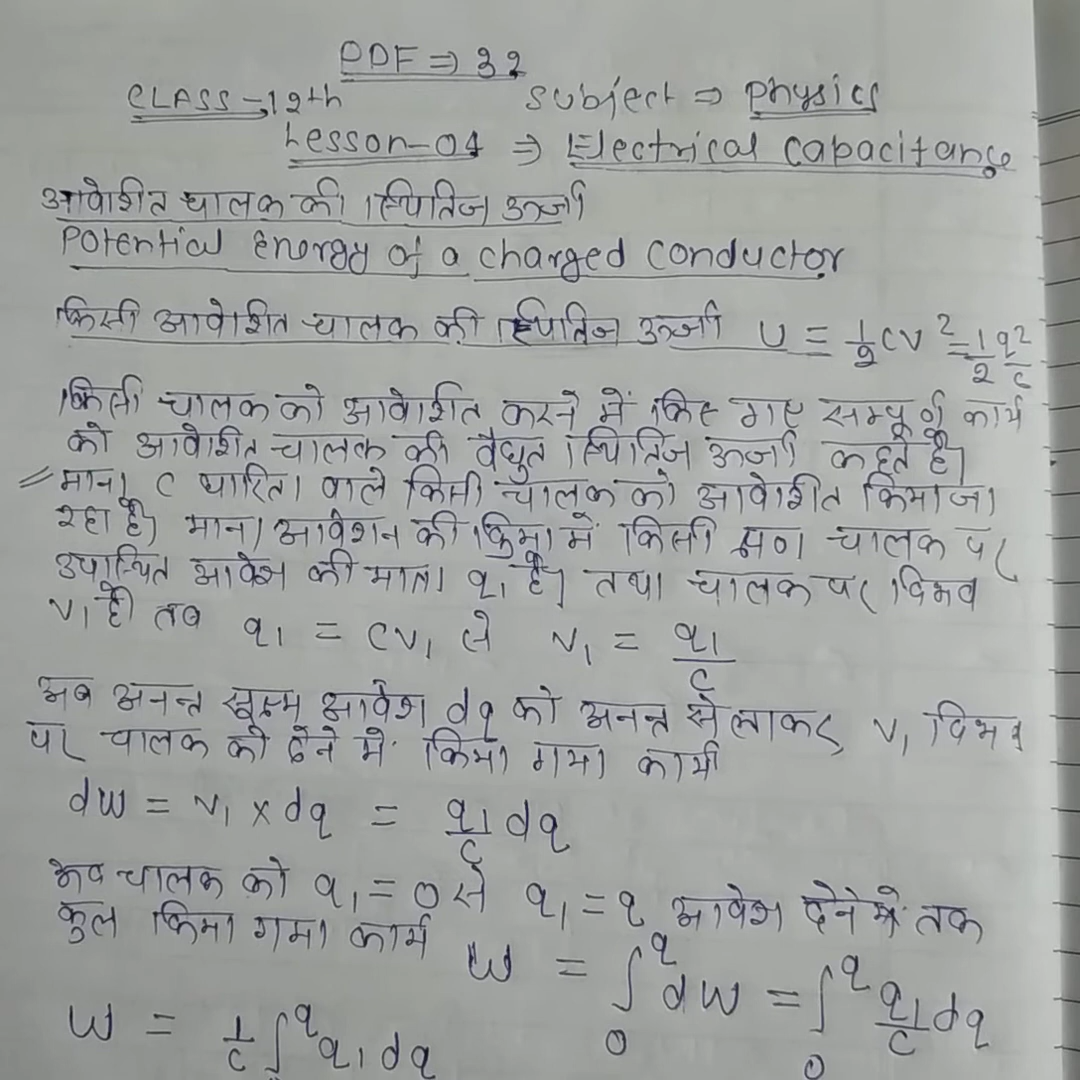 PDF ⇒ 32
CLASS - 12th Subject ⇒ Physics
Lesson-04 ⇒ Electrical capacitance
आवेशित चालक की स्थितिज ऊर्जा
Potential Energy of a charged conductor
किसी आवेशित चालक की स्थितिज ऊर्जा U = 1/2 CV² = 1/2 q²/C
किसी चालक को आवेशित करने में किए गए सम्पूर्ण कार्य
को आवेशित चालक की वैद्युत स्थितिज ऊर्जा कहते है।
माना C धारिता वाले किसी चालक को आवेशित किया जा
रहा है। माना आवेशन की क्रिया में किसी क्षण चालक पर
उपस्थित आवेश की मात्रा q₁ है। तथा चालक पर विभव
V₁ हो तब q₁ = CV₁ से V₁ = q₁/C
अब अनन्त सूक्ष्म आवेश dq को अनन्त से लाकर V₁ विभव
पर चालक को देने में किया गया कार्य
dW = V₁ × dq = q₁/C dq
अब चालक को q₁ = 0 से q₁ = q आवेश देने में तक
कुल किया गया कार्य W = ∫₀^q dW = ∫₀^q q₁/C dq
W = 1/C ∫^q q₁ dq